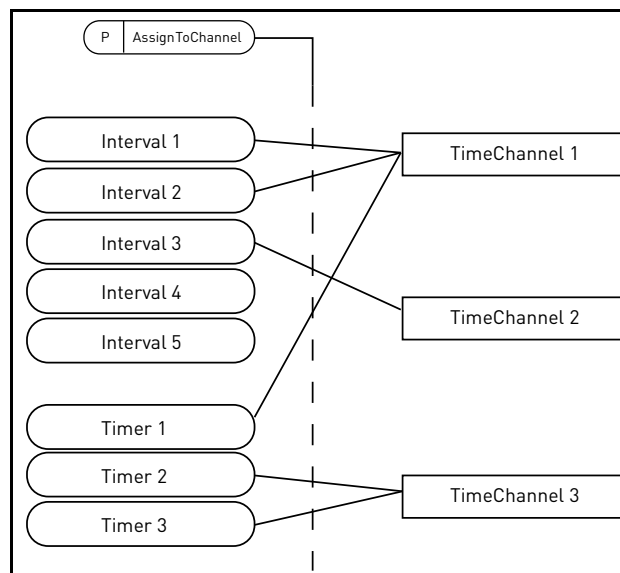 P AssignToChannel
Interval 1
TimeChannel 1
Interval 2
Interval 3
Interval 4
TimeChannel 2
Interval 5
Timer 1
Timer 2
TimeChannel 3
Timer 3